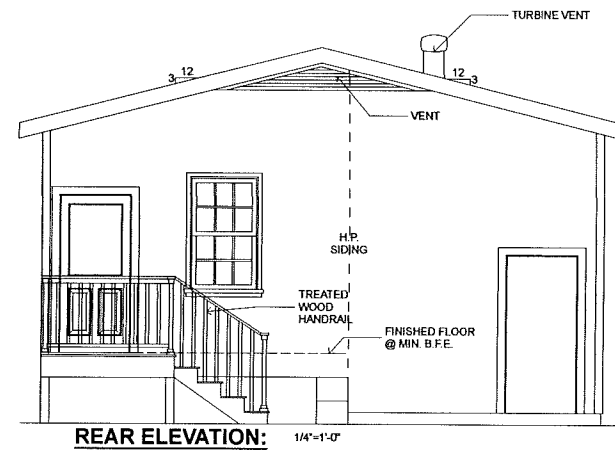 TURBINE VENT
12
3
12
3
VENT
H.P.
SIDING
TREATED
WOOD
HANDRAIL
FINISHED FLOOR
@ MIN. B.F.E.
REAR ELEVATION: 1/4"=1'-0"